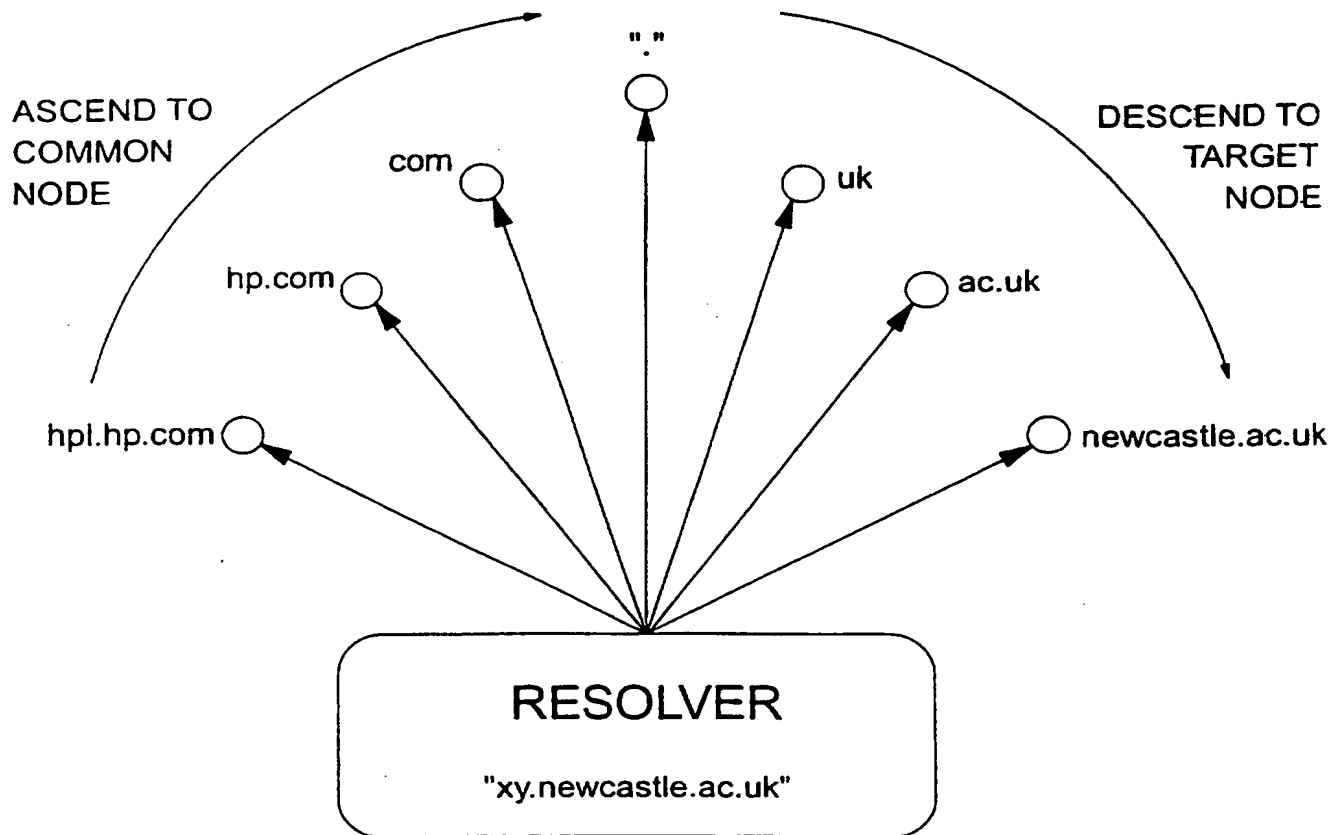 "."
ASCEND TO
COMMON
NODE
DESCEND TO
TARGET
NODE
com
uk
hp.com
ac.uk
hpl.hp.com
newcastle.ac.uk
RESOLVER
"xy.newcastle.ac.uk"